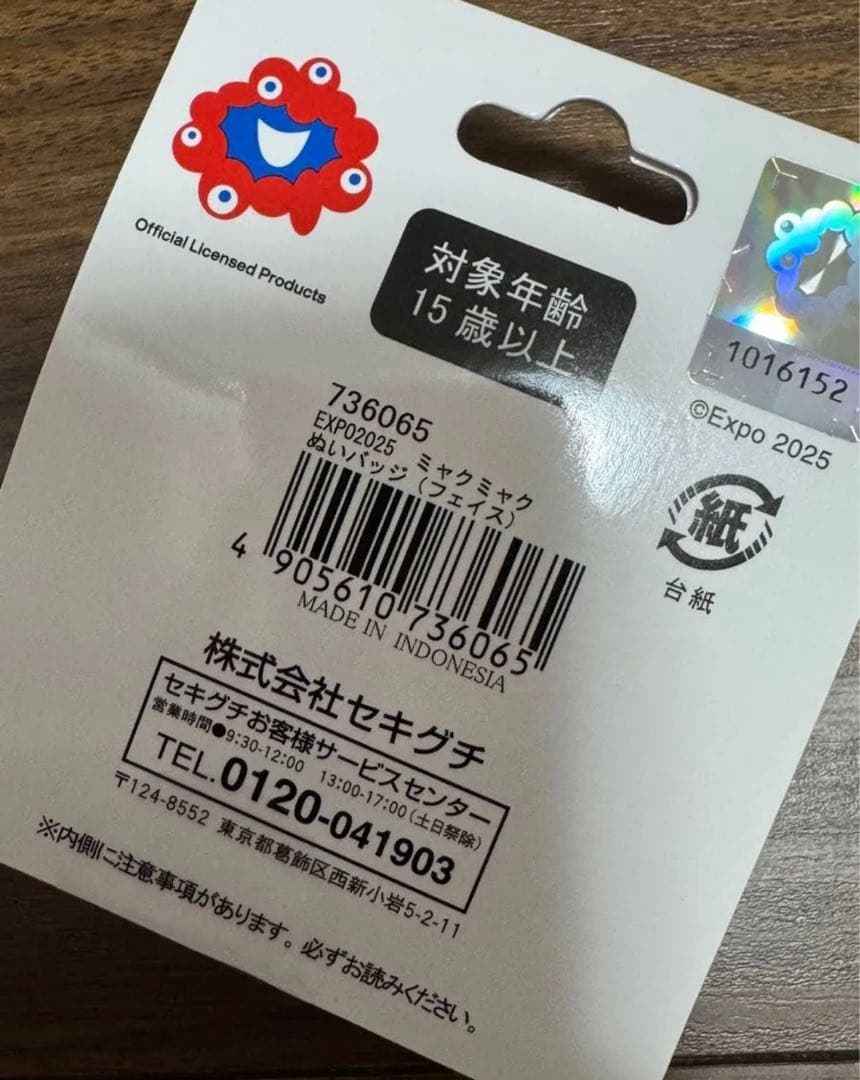 Official Licensed Products
対象年齢
15歳以上
1016152
©Expo 2025
紙
台紙
736065
EXPO2025 ミャクミャク
ぬいバッジ（フェイス）
4 905610 736065
MADE IN INDONESIA
株式会社セキグチ
セキグチお客様サービスセンター
営業時間●9:30-12:00 13:00-17:00（土日祭除）
TEL.0120-041903
〒124-8552 東京都葛飾区西新小岩5-2-11
※内側に注意事項があります。必ずお読みください。